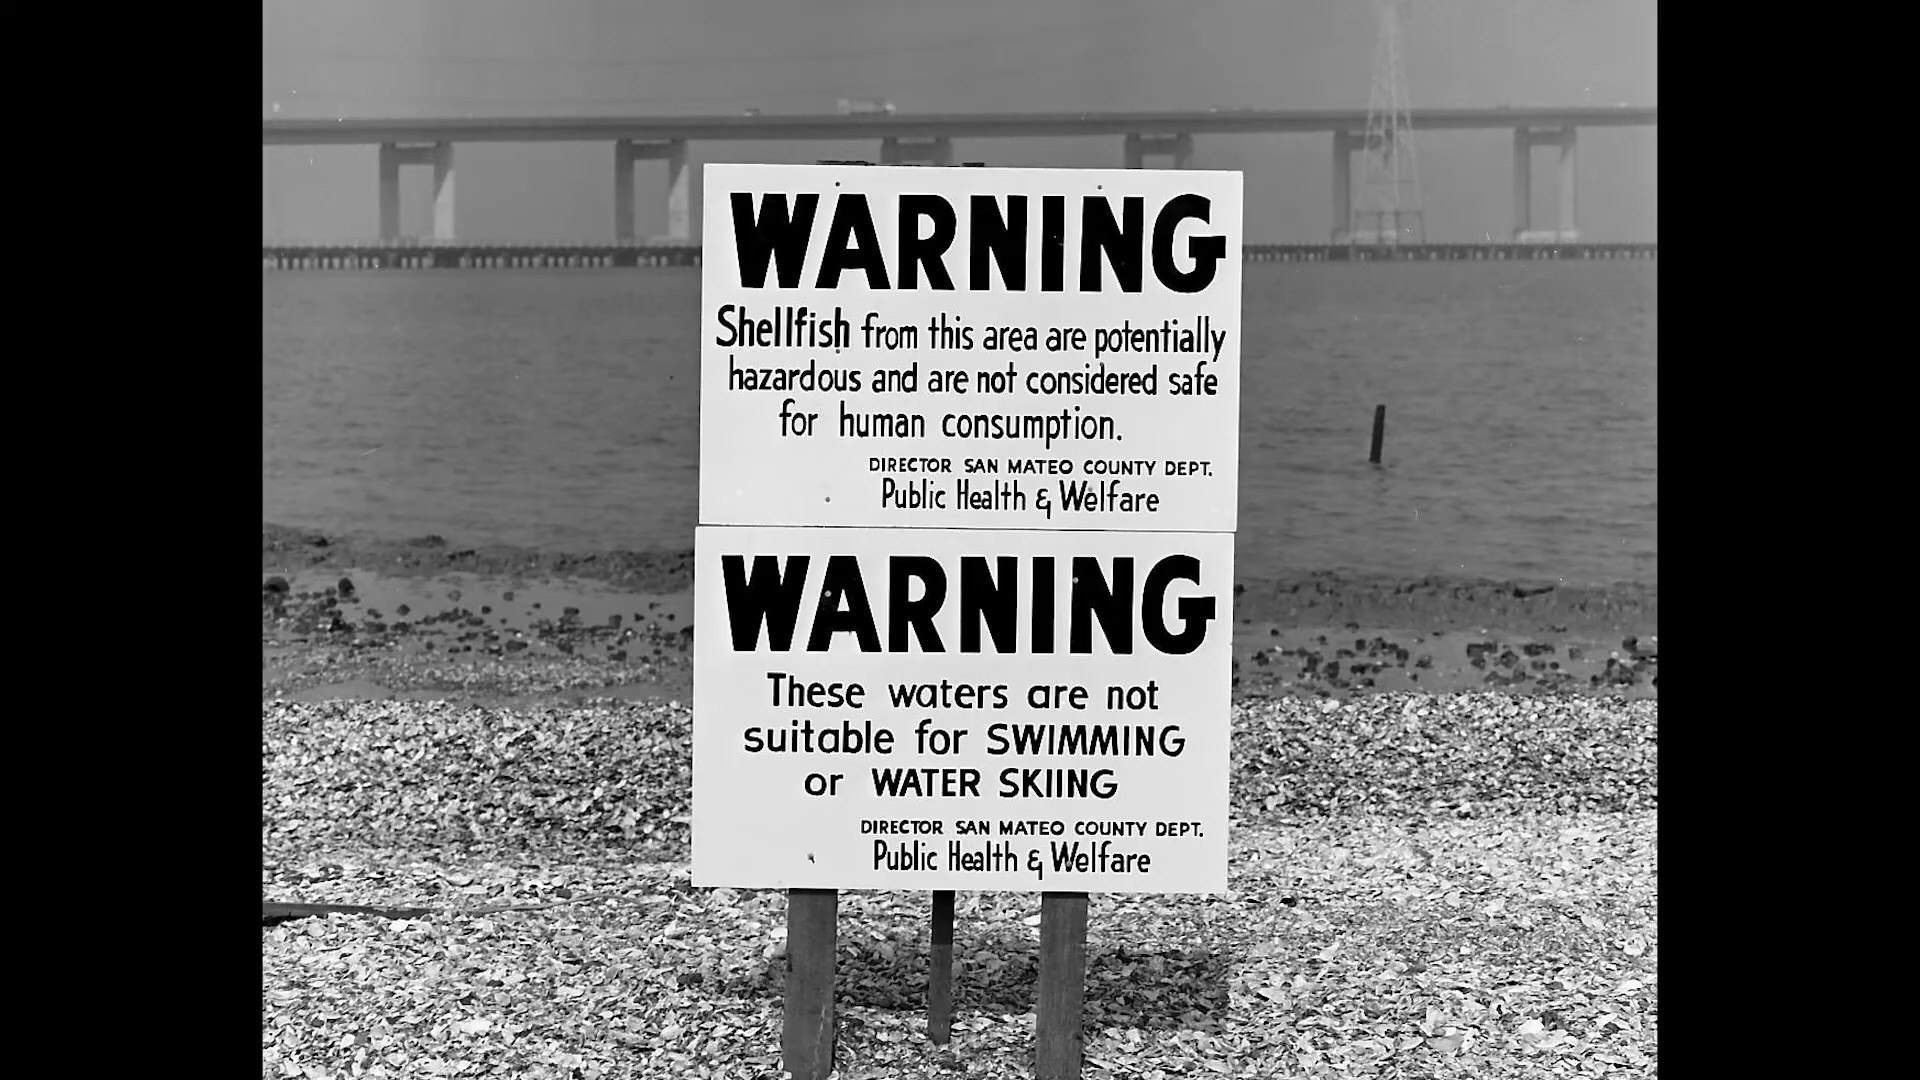 WARNING
Shellfish from this area are potentially
hazardous and are not considered safe
for human consumption.
DIRECTOR SAN MATEO COUNTY DEPT.
Public Health & Welfare
WARNING
These waters are not
suitable for SWIMMING
or WATER SKIING
DIRECTOR SAN MATEO COUNTY DEPT.
Public Health & Welfare